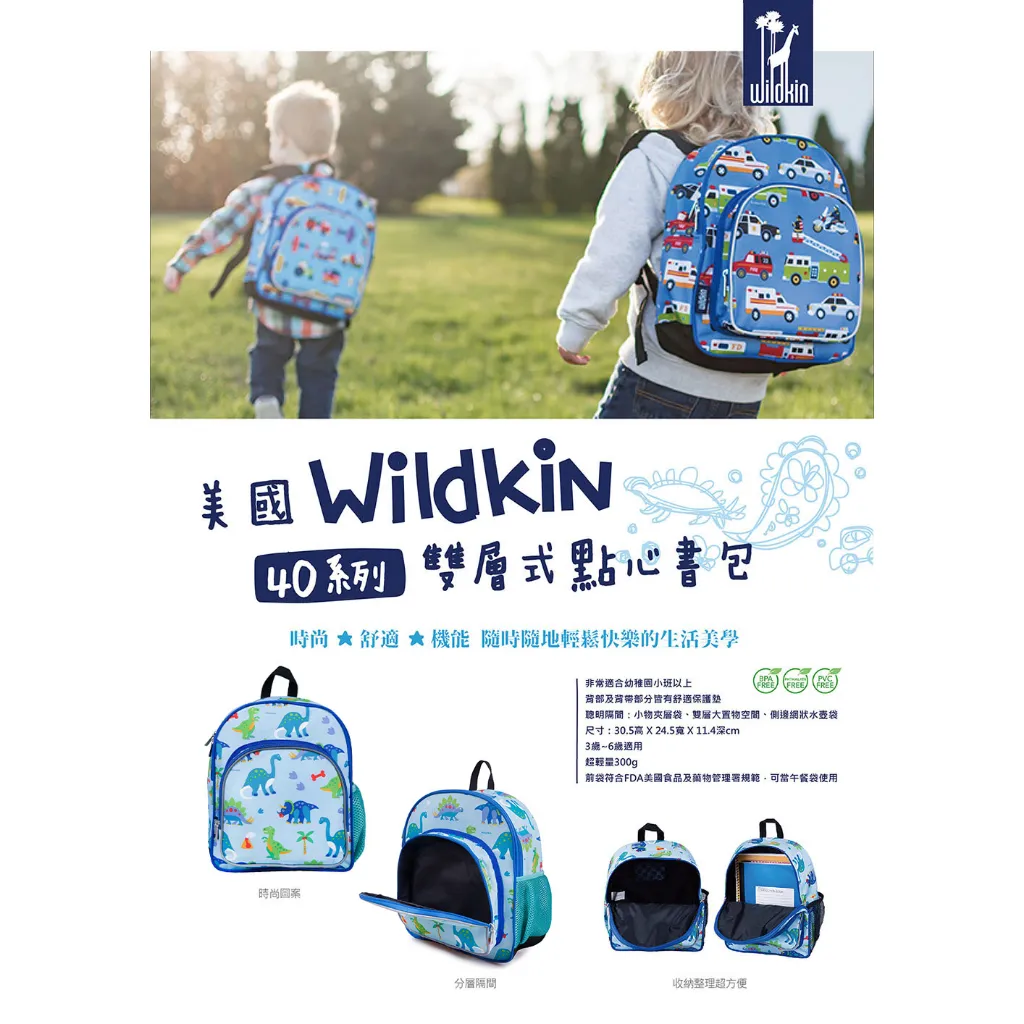 wildkin
wildkin
美國 Wildkin
40系列 雙層式點心書包
時尚 ★ 舒適 ★ 機能 隨時隨地輕鬆快樂的生活美學
非常適合幼稚園小班以上
背部及背帶部分皆有舒適保護墊
聰明隔間：小物夾層袋、雙層大置物空間、側邊網狀水壺袋
尺寸：30.5高 X 24.5寬 X 11.4深cm
3歲~6歲適用
超輕量300g
前袋符合FDA美國食品及藥物管理署規範，可當午餐袋使用
BPA FREE
PHTHALATES FREE
PVC FREE
時尚圖案
分層隔間
收納整理超方便